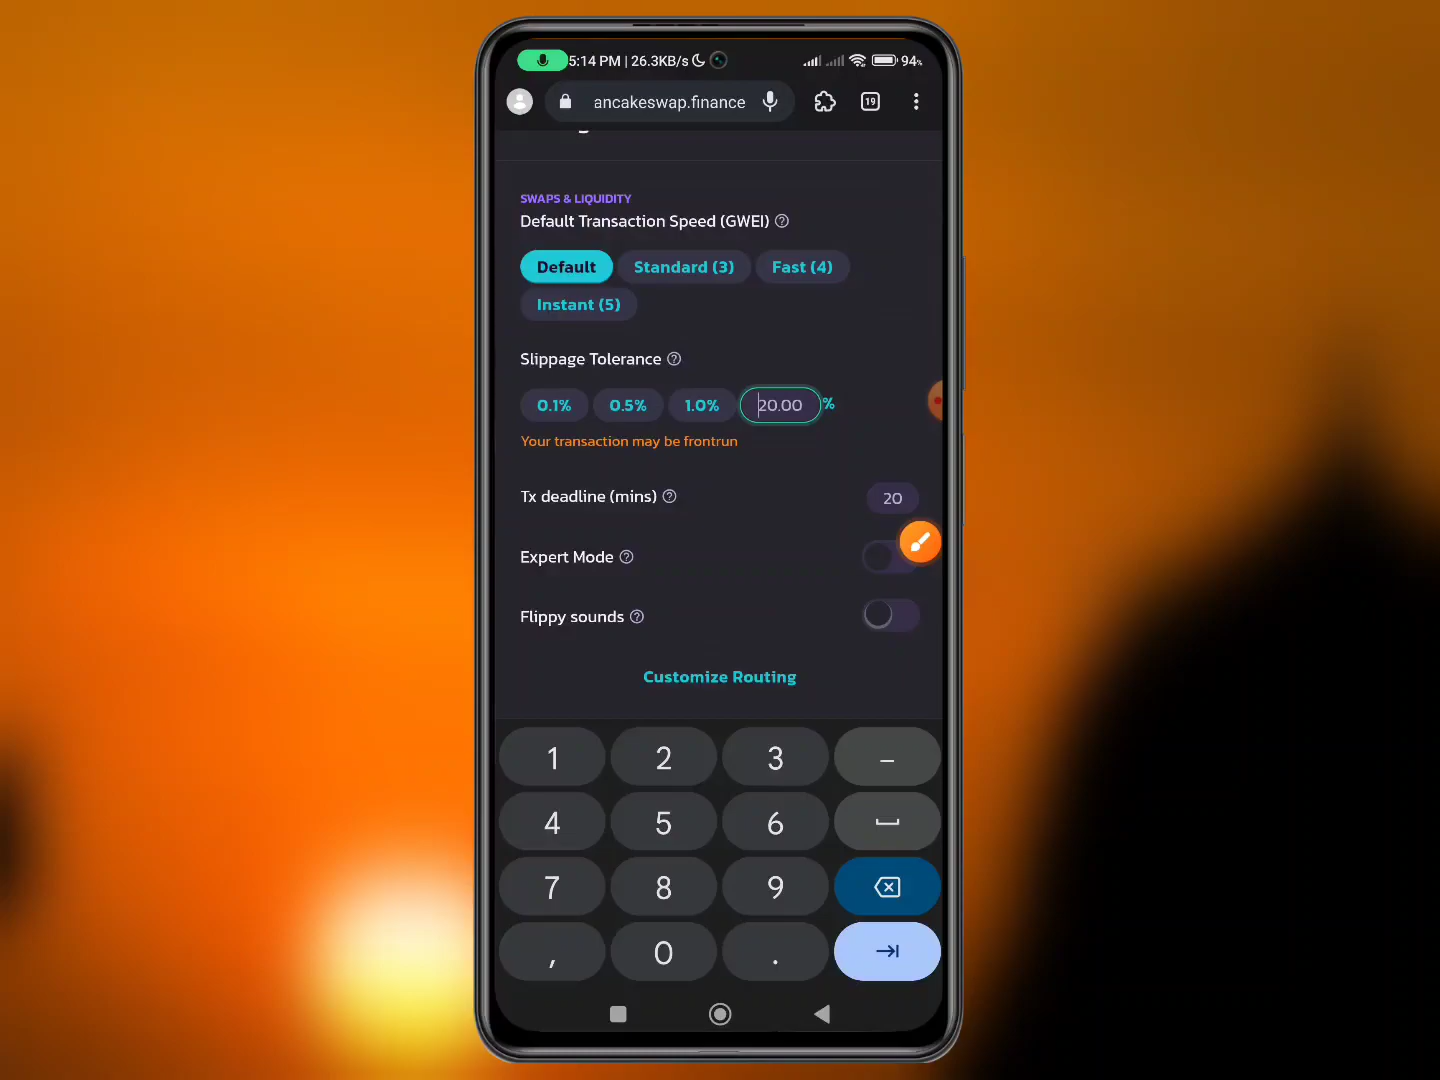 5:14 PM | 26.3KB/s
94%
ancakeswap.finance
19
SWAPS & LIQUIDITY
Default Transaction Speed (GWEI)
Default
Standard (3)
Fast (4)
Instant (5)
Slippage Tolerance
0.1%
0.5%
1.0%
20.00
%
Your transaction may be frontrun
Tx deadline (mins)
20
Expert Mode
Flippy sounds
Customize Routing
1 2 3 –
4 5 6
7 8 9
, 0 .